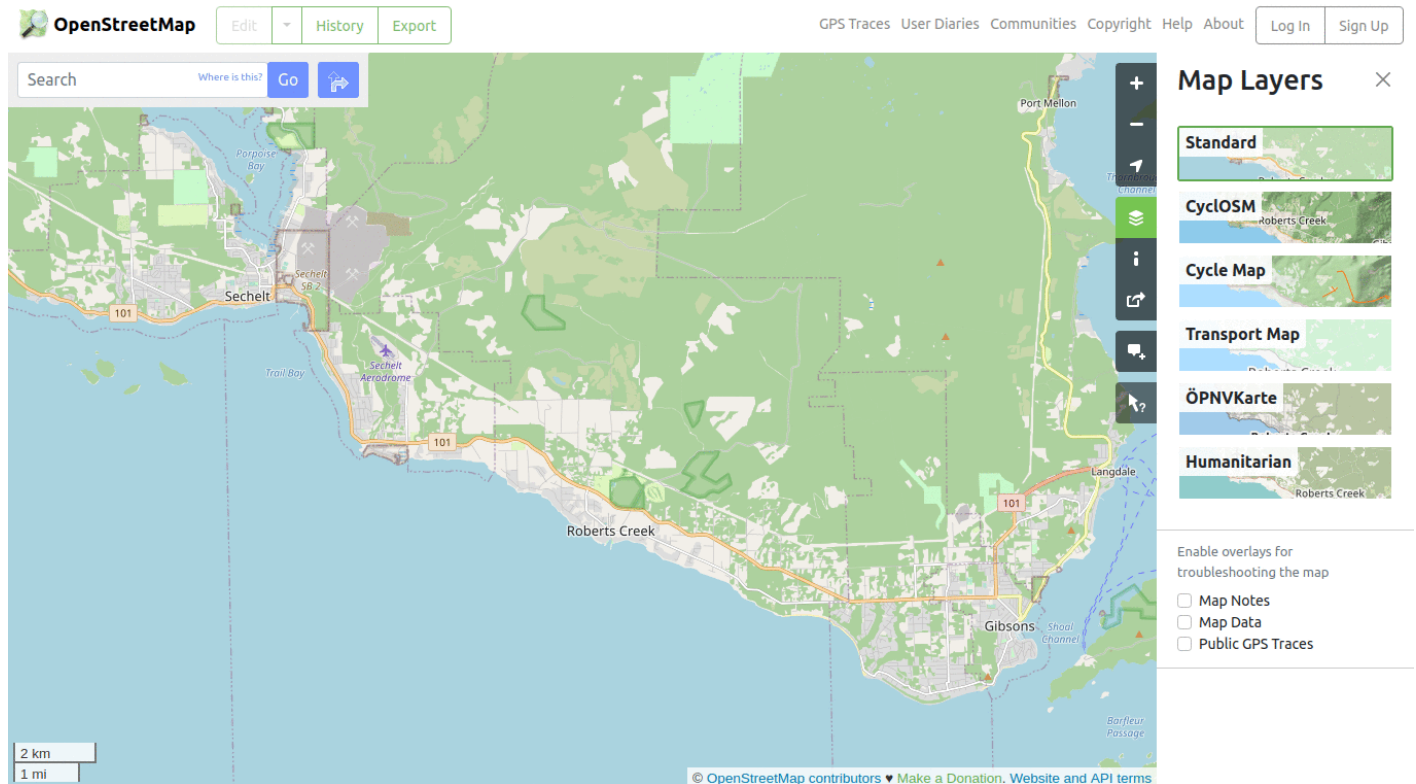 OpenStreetMap
Edit
History
Export
GPS Traces
User Diaries
Communities
Copyright
Help
About
Log In
Sign Up
Search
Where is this?
Go
Port Mellon
Porpoise
Bay
Channel
Sechelt
SB 2
Sechelt
101
Trail Bay
Sechelt
Aerodrome
101
Langdale
101
Roberts Creek
Gibsons
Shoal
Channel
Barfleur
Passage
2 km
1 mi
© OpenStreetMap contributors ♥ Make a Donation. Website and API terms
Map Layers
Standard
CyclOSM
Roberts Creek
Cycle Map
Transport Map
ÖPNVKarte
Humanitarian
Roberts Creek
Enable overlays for
troubleshooting the map
Map Notes
Map Data
Public GPS Traces